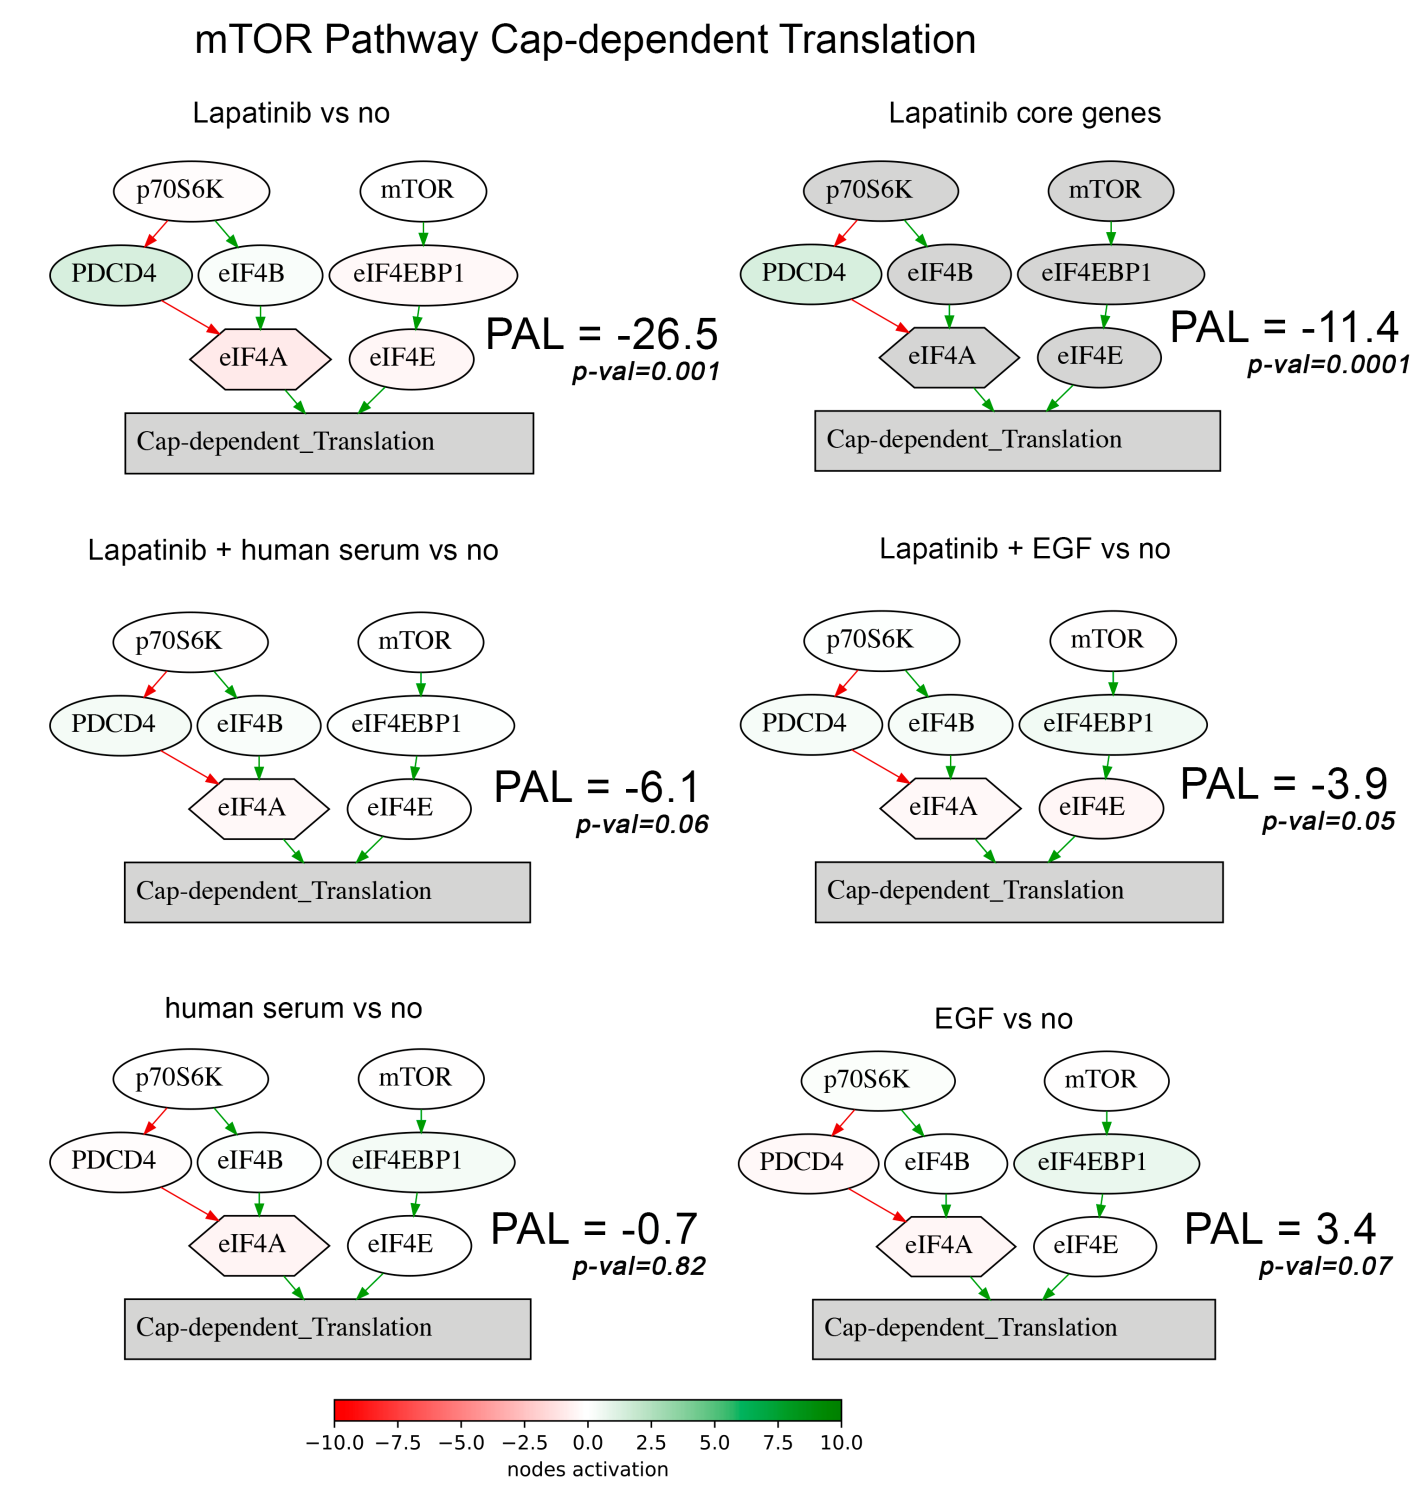 mTOR Pathway Cap-dependent Translation
Lapatinib vs no
p70S6K mTOR
PDCD4 eIF4B eIF4EBP1
eIF4A eIF4E
PAL = -26.5
p-val=0.001
Cap-dependent_Translation
Lapatinib core genes
p70S6K mTOR
PDCD4 eIF4B eIF4EBP1
eIF4A eIF4E
PAL = -11.4
p-val=0.0001
Cap-dependent_Translation
Lapatinib + human serum vs no
p70S6K mTOR
PDCD4 eIF4B eIF4EBP1
eIF4A eIF4E
PAL = -6.1
p-val=0.06
Cap-dependent_Translation
Lapatinib + EGF vs no
p70S6K mTOR
PDCD4 eIF4B eIF4EBP1
eIF4A eIF4E
PAL = -3.9
p-val=0.05
Cap-dependent_Translation
human serum vs no
p70S6K mTOR
PDCD4 eIF4B eIF4EBP1
eIF4A eIF4E
PAL = -0.7
p-val=0.82
Cap-dependent_Translation
EGF vs no
p70S6K mTOR
PDCD4 eIF4B eIF4EBP1
eIF4A eIF4E
PAL = 3.4
p-val=0.07
Cap-dependent_Translation
−10.0 −7.5 −5.0 −2.5 0.0 2.5 5.0 7.5 10.0
nodes activation